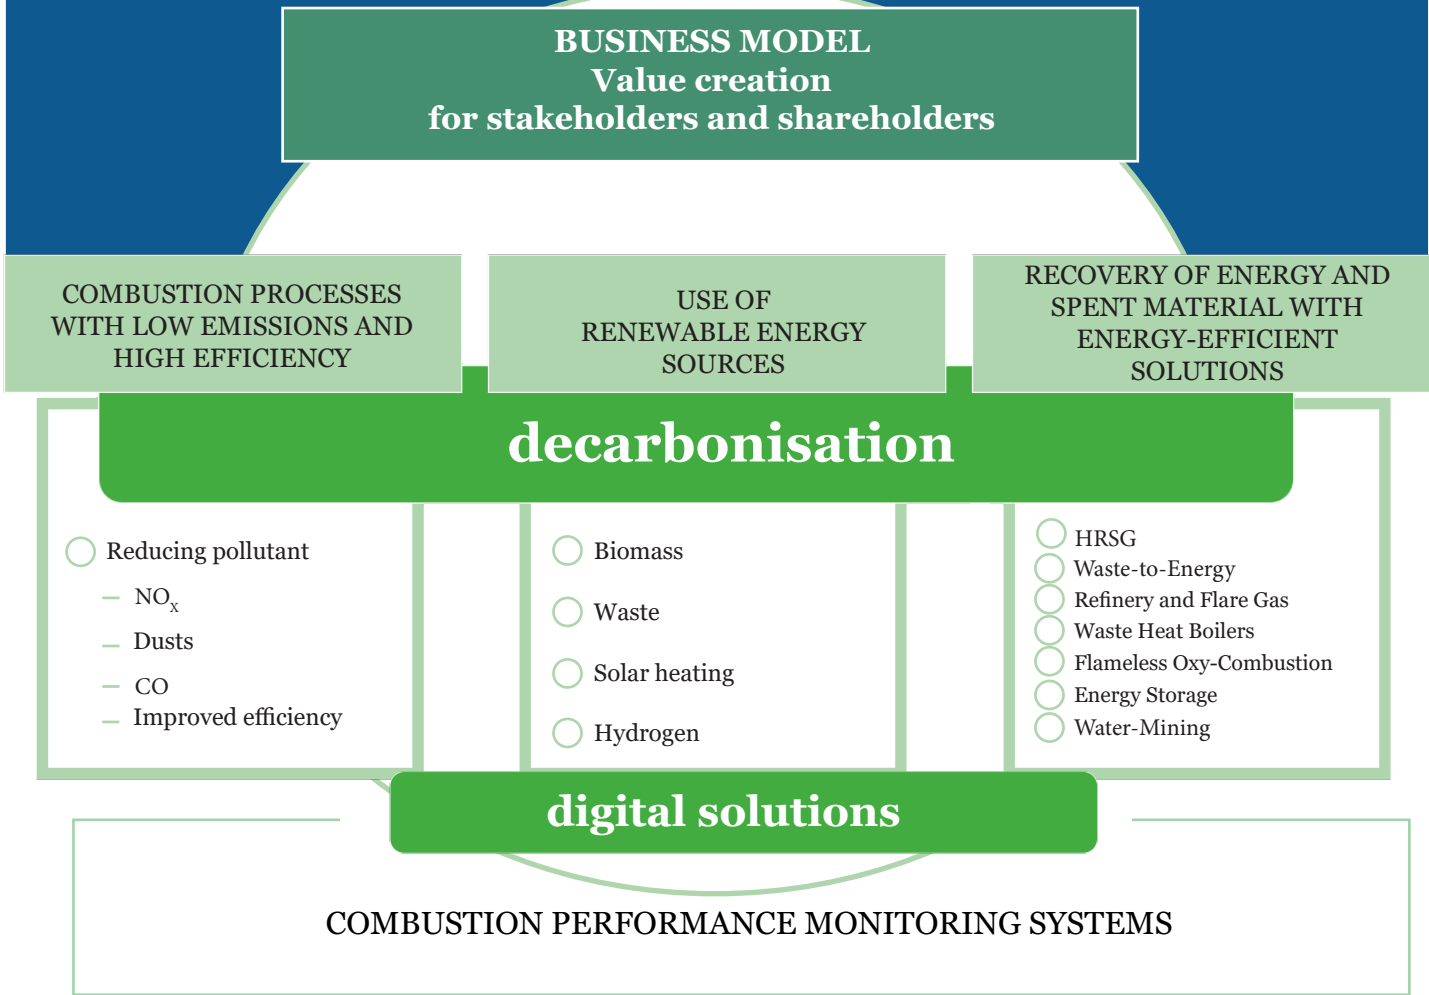 BUSINESS MODEL
Value creation
for stakeholders and shareholders
COMBUSTION PROCESSES
WITH LOW EMISSIONS AND
HIGH EFFICIENCY
USE OF
RENEWABLE ENERGY
SOURCES
RECOVERY OF ENERGY AND
SPENT MATERIAL WITH
ENERGY-EFFICIENT
SOLUTIONS
decarbonisation
Reducing pollutant
– NOx
– Dusts
– CO
– Improved efficiency
Biomass
Waste
Solar heating
Hydrogen
HRSG
Waste-to-Energy
Refinery and Flare Gas
Waste Heat Boilers
Flameless Oxy-Combustion
Energy Storage
Water-Mining
digital solutions
COMBUSTION PERFORMANCE MONITORING SYSTEMS